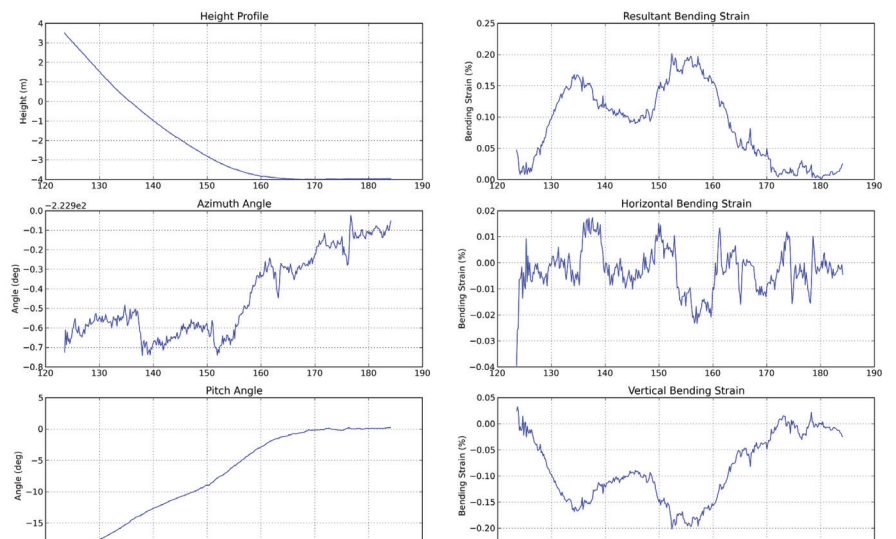 Height Profile
Height (m)
4
3
2
1
0
−1
−2
−3
−4
120 130 140 150 160 170 180 190
Resultant Bending Strain
Bending Strain (%)
0.25
0.20
0.15
0.10
0.05
0.00
120 130 140 150 160 170 180 190
−2.229e2
Azimuth Angle
Angle (deg)
0.0
−0.1
−0.2
−0.3
−0.4
−0.5
−0.6
−0.7
−0.8
120 130 140 150 160 170 180 190
Horizontal Bending Strain
Bending Strain (%)
0.02
0.01
0.00
−0.01
−0.02
−0.03
−0.04
120 130 140 150 160 170 180 190
Pitch Angle
Angle (deg)
5
0
−5
−10
−15
Vertical Bending Strain
Bending Strain (%)
0.05
0.00
−0.05
−0.10
−0.15
−0.20